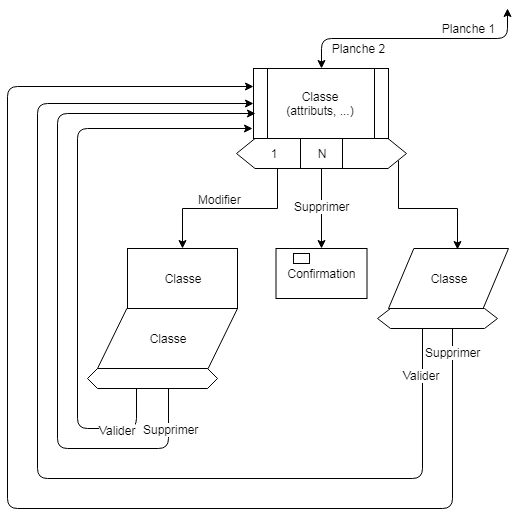 Planche 1
Planche 2
Classe
(attributs, ...)
1
N
Modifier
Supprimer
Classe
Confirmation
Classe
Classe
Supprimer
Valider
Valider
Supprimer